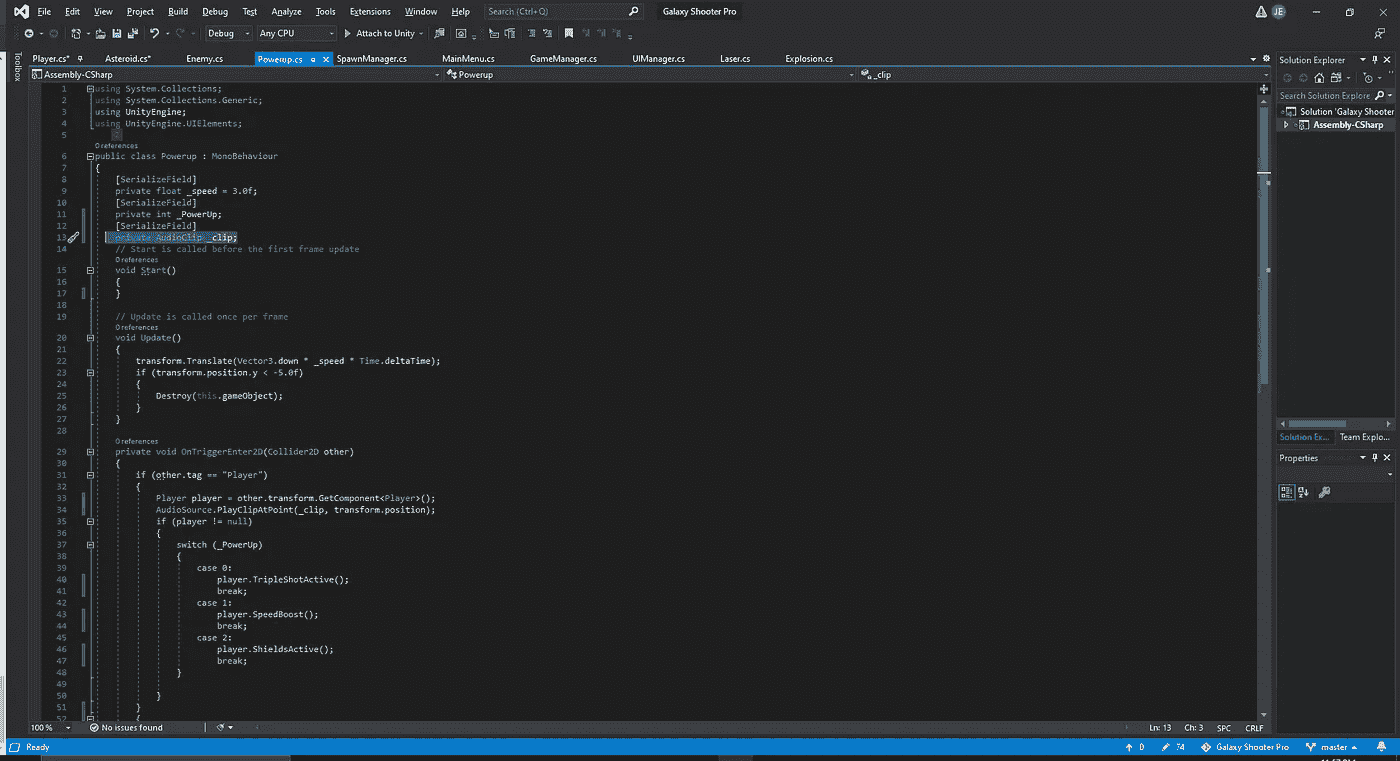 File Edit View Project Build Debug Test Analyze Tools Extensions Window Help Search (Ctrl+Q) Galaxy Shooter Pro JE
Debug Any CPU Attach to Unity
Toolbox
Player.cs* Asteroid.cs* Enemy.cs Powerup.cs SpawnManager.cs MainMenu.cs GameManager.cs UIManager.cs Laser.cs Explosion.cs
Assembly-CSharp Powerup _clip
1 using System.Collections;
2 using System.Collections.Generic;
3 using UnityEngine;
4 using UnityEngine.UIElements;
5
0 references
6 public class Powerup : MonoBehaviour
7 {
8 [SerializeField]
9 private float _speed = 3.0f;
10 [SerializeField]
11 private int _PowerUp;
12 [SerializeField]
13 private AudioClip _clip;
14 // Start is called before the first frame update
0 references
15 void Start()
16 {
17 }
18
19 // Update is called once per frame
0 references
20 void Update()
21 {
22 transform.Translate(Vector3.down * _speed * Time.deltaTime);
23 if (transform.position.y < -5.0f)
24 {
25 Destroy(this.gameObject);
26 }
27 }
28
0 references
29 private void OnTriggerEnter2D(Collider2D other)
30 {
31 if (other.tag == "Player")
32 {
33 Player player = other.transform.GetComponent<Player>();
34 AudioSource.PlayClipAtPoint(_clip, transform.position);
35 if (player != null)
36 {
37 switch (_PowerUp)
38 {
39 case 0:
40 player.TripleShotActive();
41 break;
42 case 1:
43 player.SpeedBoost();
44 break;
45 case 2:
46 player.ShieldsActive();
47 break;
48 }
49
50 }
51 }
52 {
100 % No issues found Ln: 13 Ch: 3 SPC CRLF
Solution Explorer
Search Solution Explore
Solution 'Galaxy Shooter
Assembly-CSharp
Solution Ex... Team Explo...
Properties
Ready 0 74 Galaxy Shooter Pro master